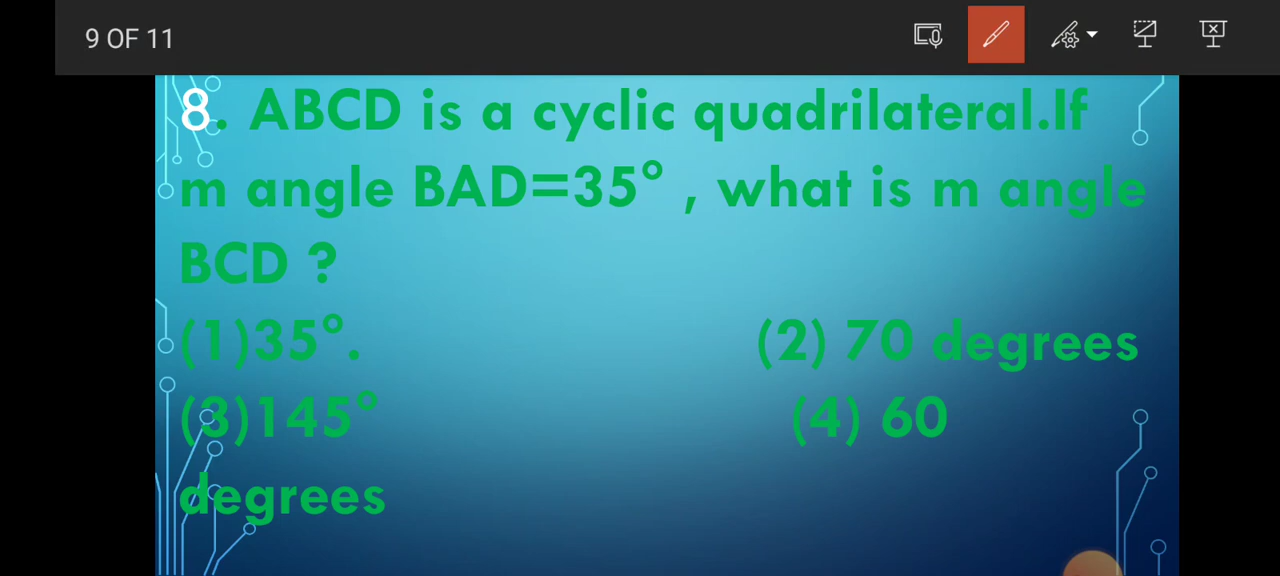 9 OF 11
8. ABCD is a cyclic quadrilateral.If
m angle BAD=35° , what is m angle
BCD ?
(1)35°. (2) 70 degrees
(3)145° (4) 60
degrees